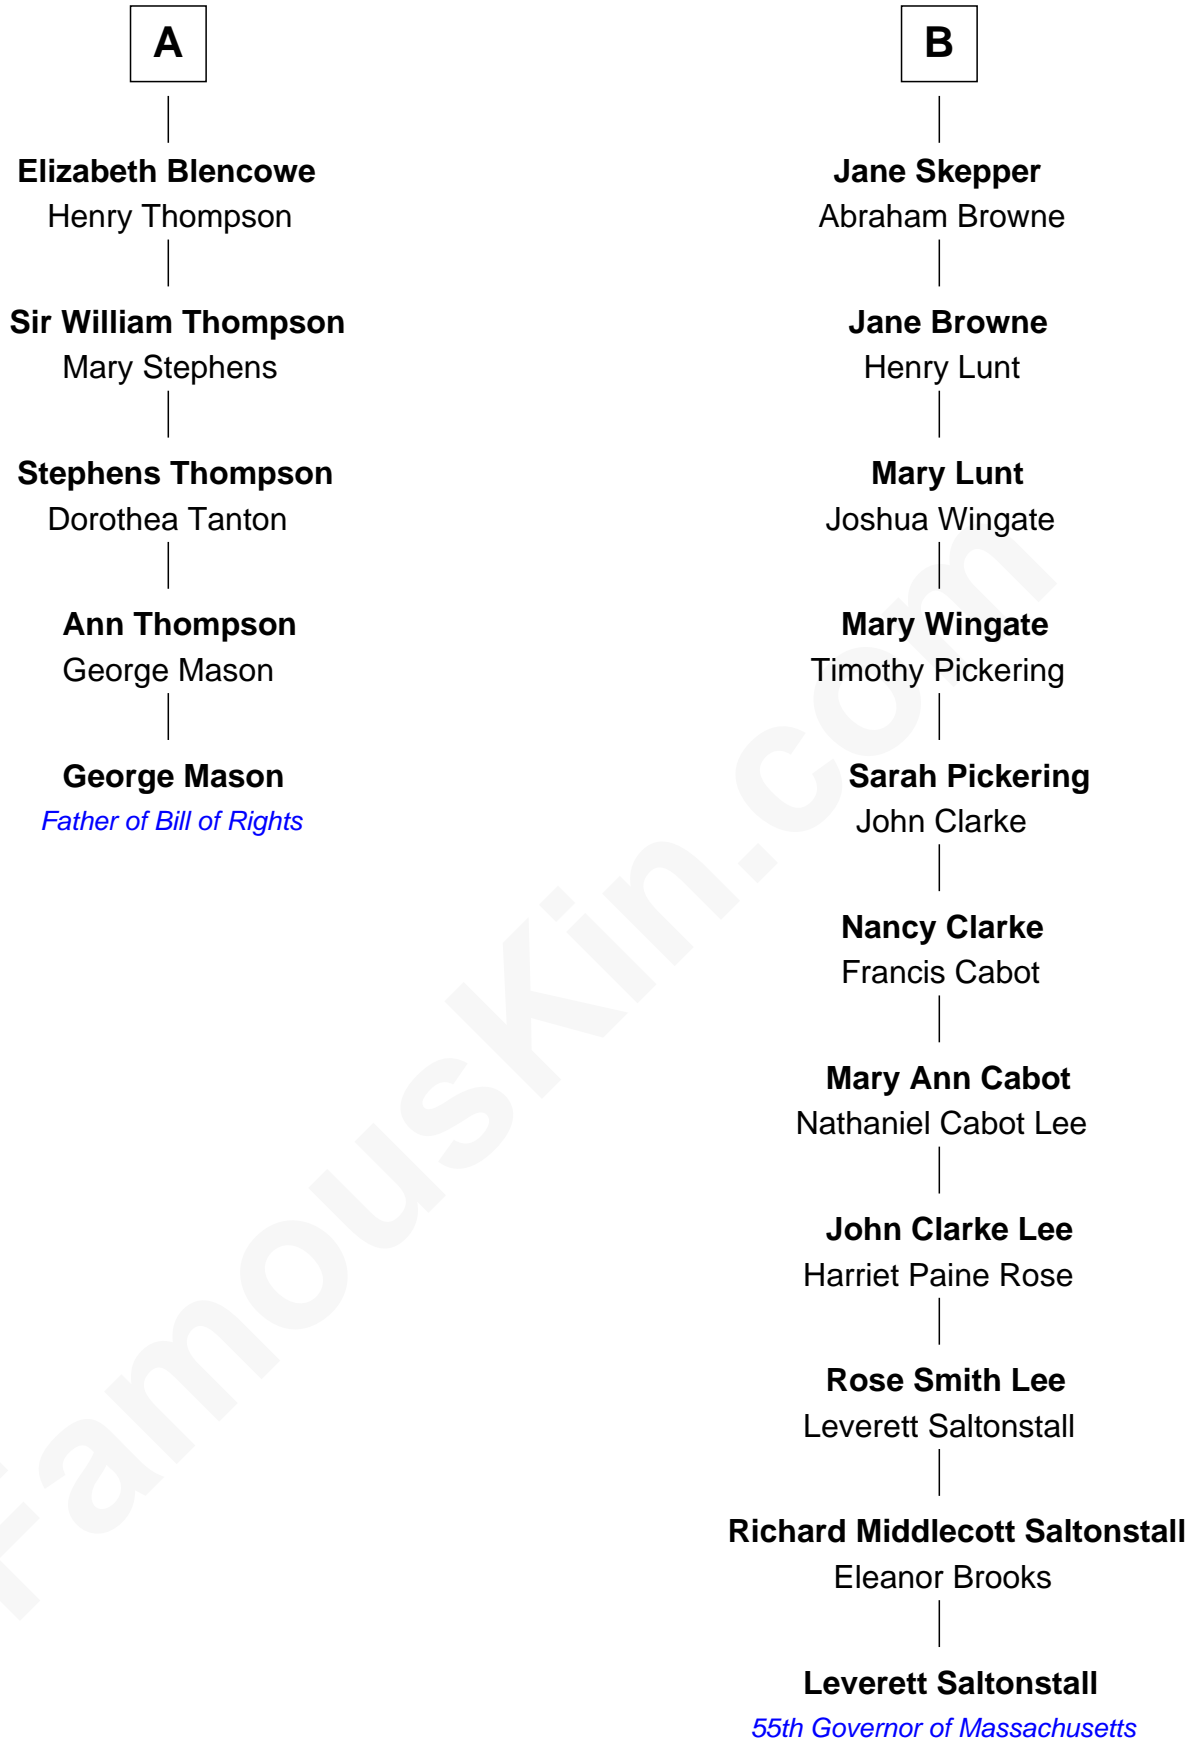 A
Elizabeth Blencowe
Henry Thompson
Sir William Thompson
Mary Stephens
Stephens Thompson
Dorothea Tanton
Ann Thompson
George Mason
George Mason
Father of Bill of Rights
B
Jane Skepper
Abraham Browne
Jane Browne
Henry Lunt
Mary Lunt
Joshua Wingate
Mary Wingate
Timothy Pickering
Sarah Pickering
John Clarke
Nancy Clarke
Francis Cabot
Mary Ann Cabot
Nathaniel Cabot Lee
John Clarke Lee
Harriet Paine Rose
Rose Smith Lee
Leverett Saltonstall
Richard Middlecott Saltonstall
Eleanor Brooks
Leverett Saltonstall
55th Governor of Massachusetts
FamousKin.com